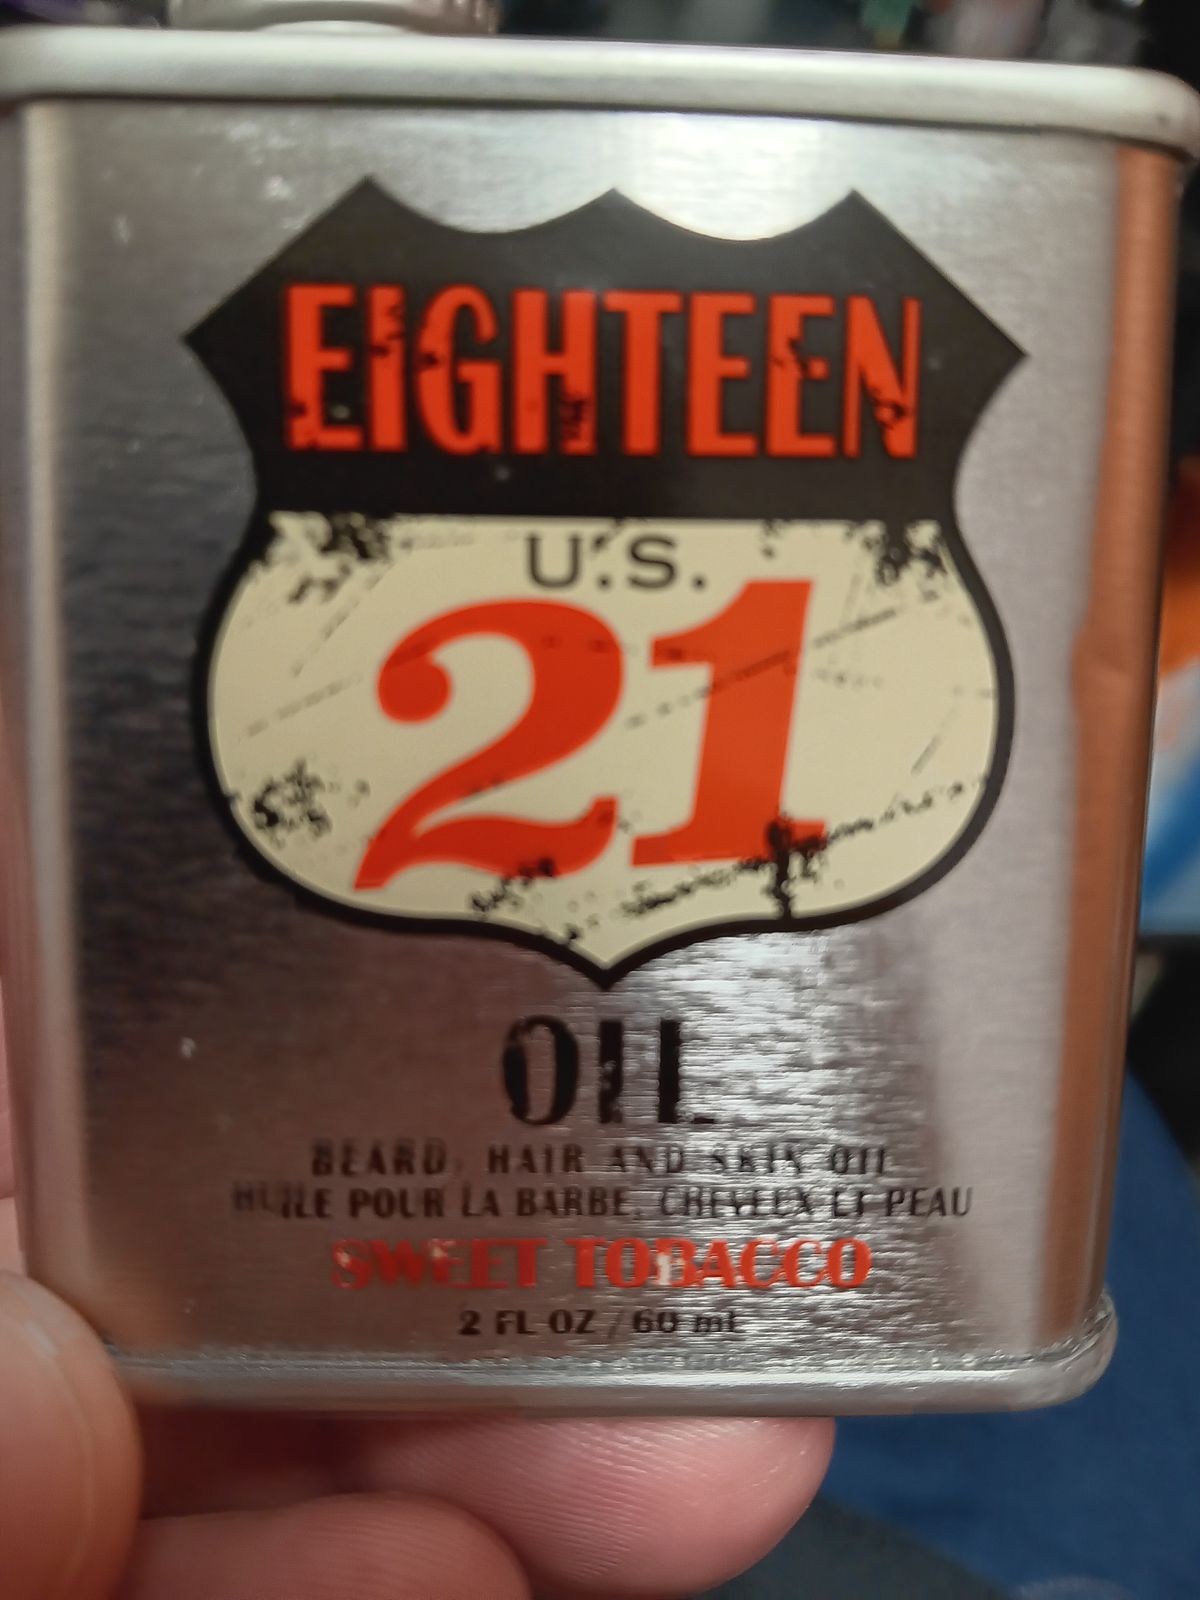 EIGHTEEN
U.S.
21
OIL
BEARD, HAIR AND SKIN OIL
HUILE POUR LA BARBE, CHEVEUX ET PEAU
SWEET TOBACCO
2 FL OZ / 60 mL